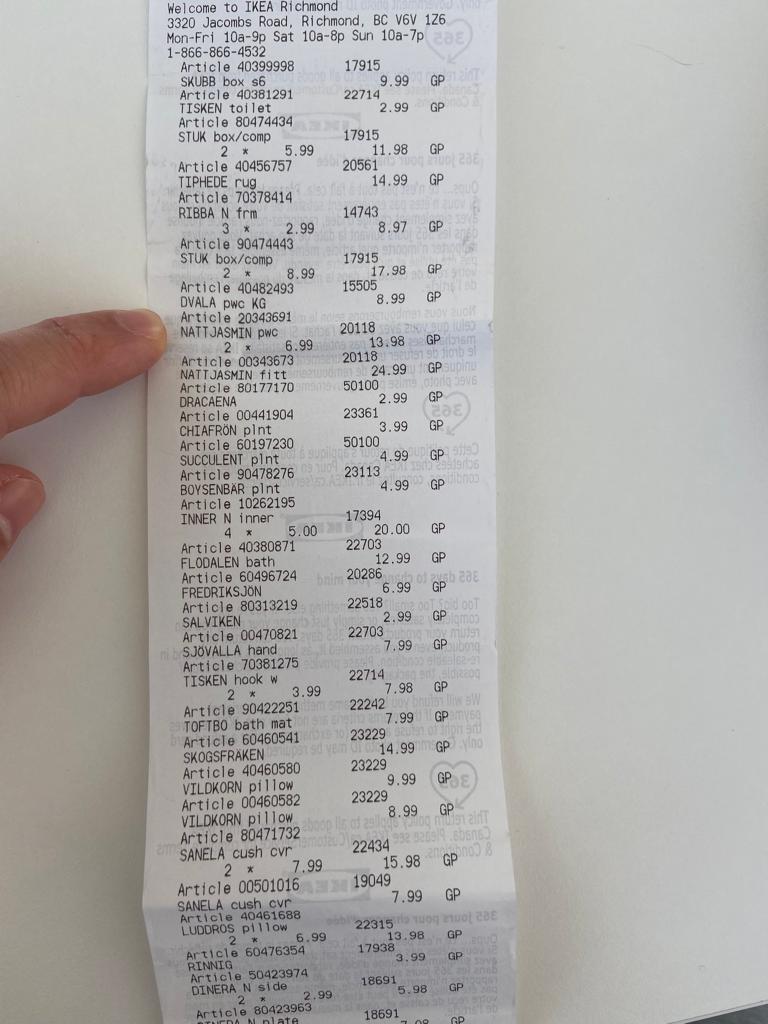 Welcome to IKEA Richmond
3320 Jacombs Road, Richmond, BC V6V 1Z6
Mon-Fri 10a-9p Sat 10a-8p Sun 10a-7p
1-866-866-4532
Article 40399998 17915
SKUBB box s6 9.99 GP
Article 40381291 22714
TISKEN toilet 2.99 GP
Article 80474434
STUK box/comp 17915
2 * 5.99 11.98 GP
Article 40456757 20561
TIPHEDE rug 14.99 GP
Article 70378414
RIBBA N frm 14743
3 * 2.99 8.97 GP
Article 90474443
STUK box/comp 17915
2 * 8.99 17.98 GP
Article 40482493 15505
DVALA pwc KG 8.99 GP
Article 20343691
NATTJASMIN pwc 20118
2 * 6.99 13.98 GP
Article 00343673 20118
NATTJASMIN fitt 24.99 GP
Article 80177170 50100
DRACAENA 2.99 GP
Article 00441904 23361
CHIAFRÖN plnt 3.99 GP
Article 60197230 50100
SUCCULENT plnt 4.99 GP
Article 90478276 23113
BOYSENBÄR plnt 4.99 GP
Article 10262195
INNER N inner 17394
4 * 5.00 20.00 GP
Article 40380871 22703
FLODALEN bath 12.99 GP
Article 60496724 20286
FREDRIKSJÖN 6.99 GP
Article 80313219 22518
SALVIKEN 2.99 GP
Article 00470821 22703
SJÖVALLA hand 7.99 GP
Article 70381275
TISKEN hook w 22714
2 * 3.99 7.98 GP
Article 90422251 22242
TOFTBO bath mat 7.99 GP
Article 60460541 23229
SKOGSFRÄKEN 14.99 GP
Article 40460580 23229
VILDKORN pillow 9.99 GP
Article 00460582 23229
VILDKORN pillow 8.99 GP
Article 80471732
SANELA cush cvr 22434
2 * 7.99 15.98 GP
Article 00501016 19049
SANELA cush cvr 7.99 GP
Article 40461688
LUDDROS pillow 22315
2 * 6.99 13.98 GP
Article 60476354 17938
RINNIG 3.99 GP
Article 50423974
DINERA N side 18691
2 * 2.99 5.98 GP
Article 80423963
DINERA N plate 18691
GP